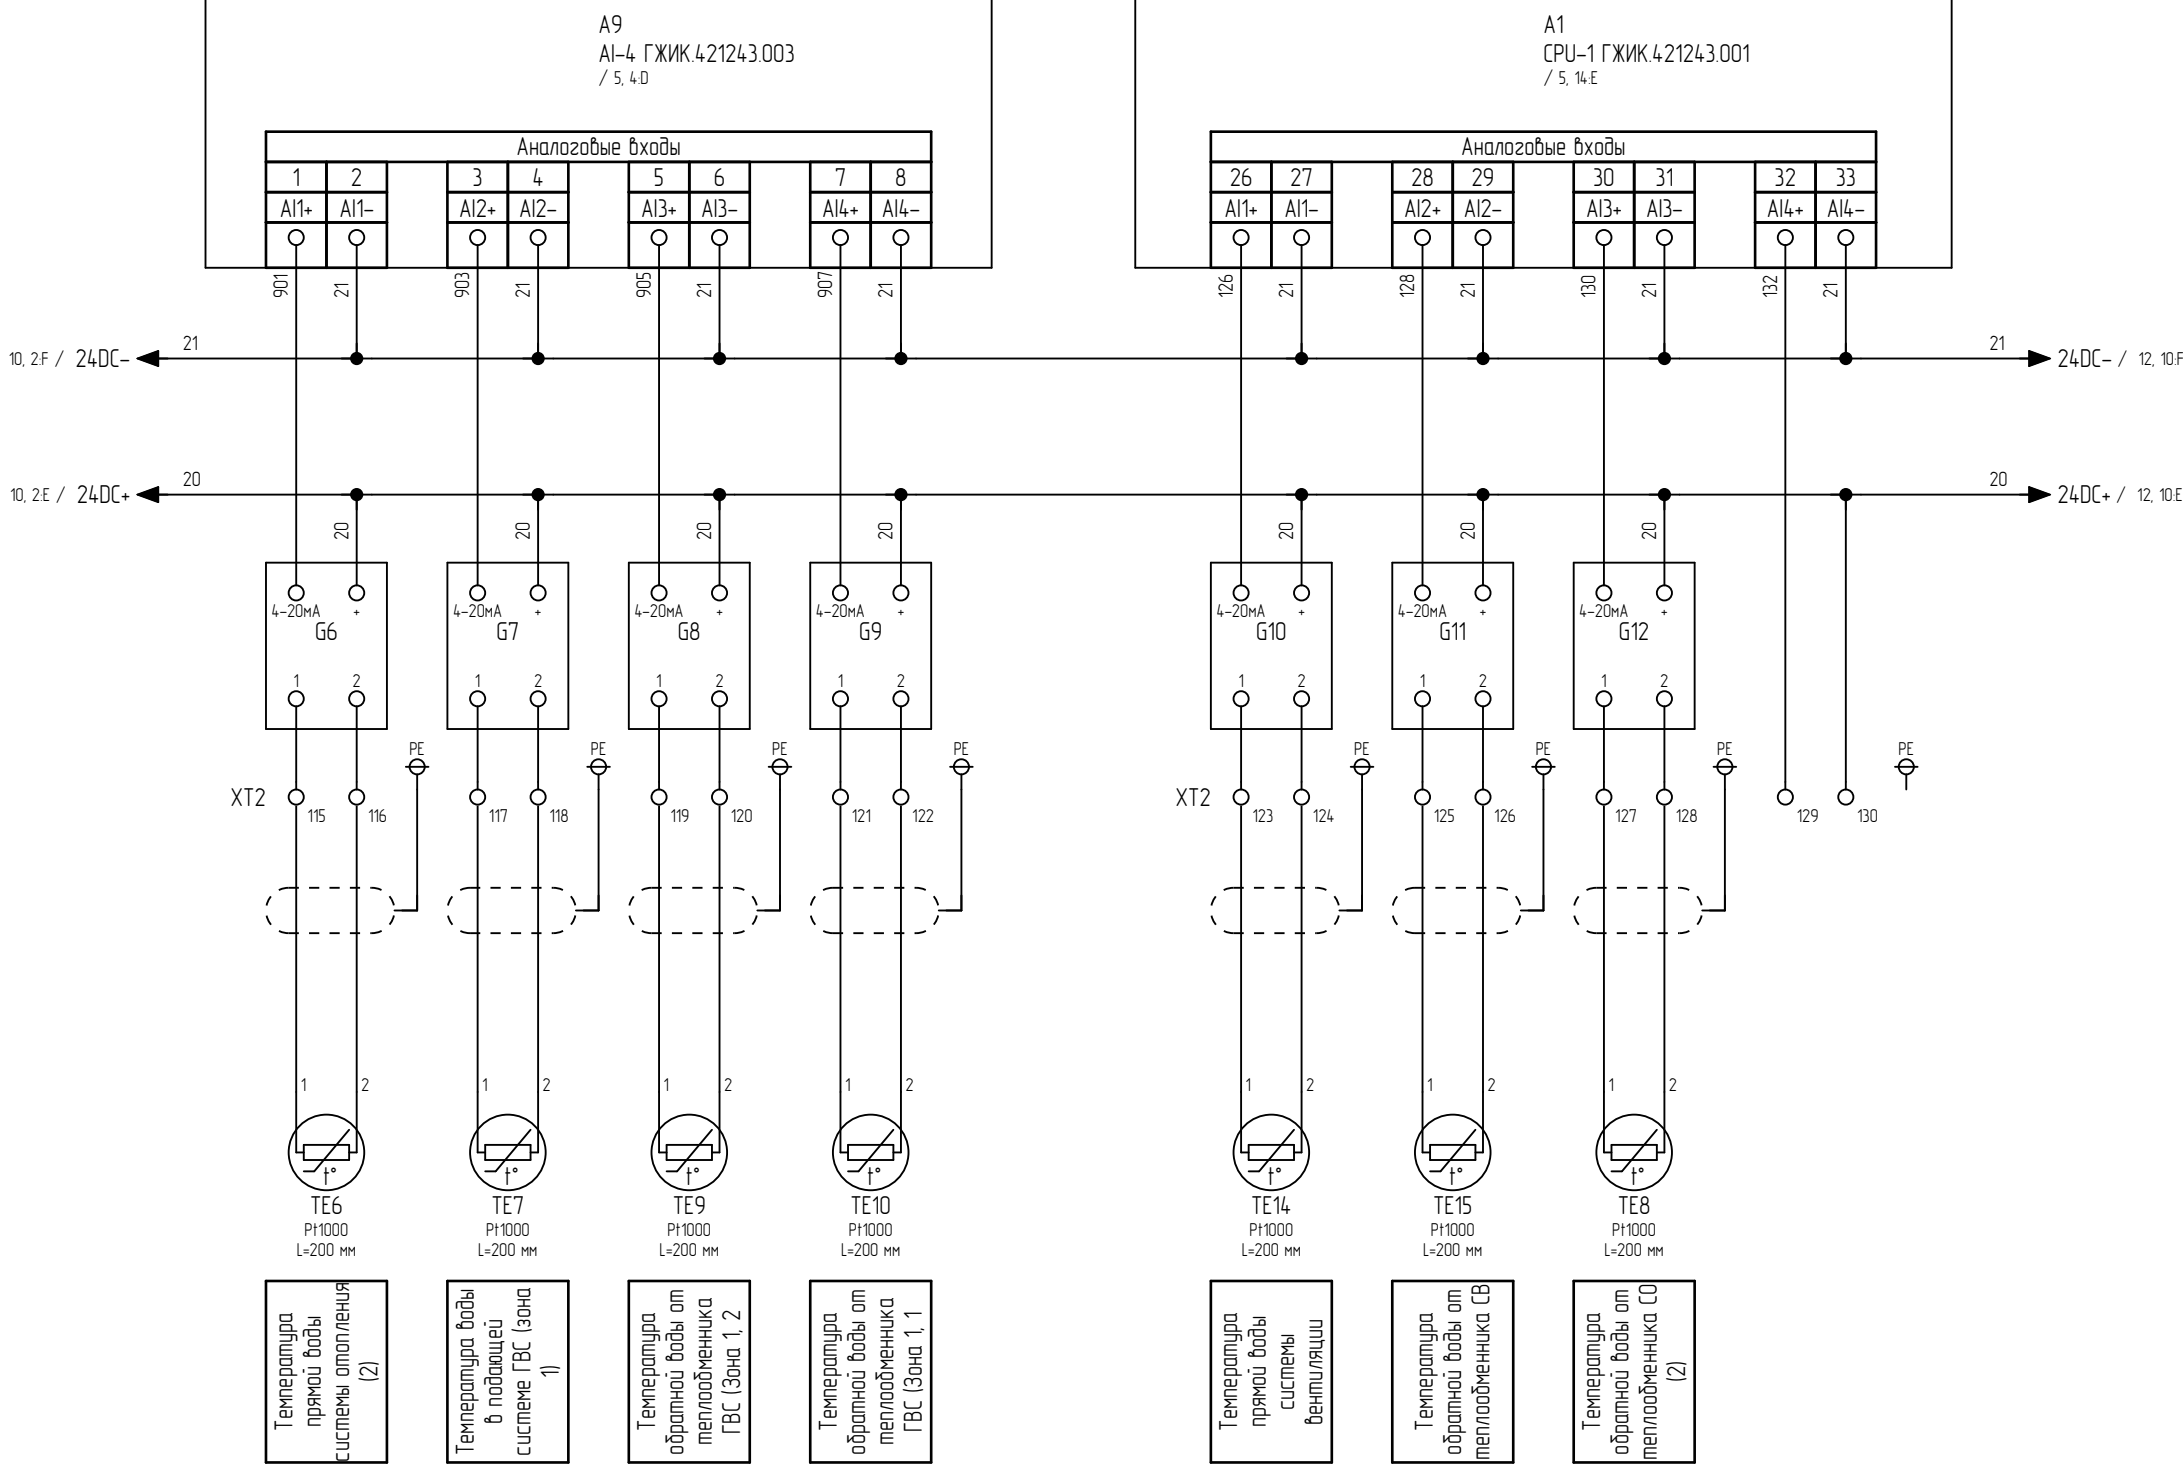 А9
AI-4 ГЖИК.421243.003
/ 5, 4:D
А1
CPU-1 ГЖИК.421243.001
/ 5, 14:E
Аналоговые входы
Аналоговые входы
1 2 3 4 5 6 7 8
26 27 28 29 30 31 32 33
AI1+ AI1- AI2+ AI2- AI3+ AI3- AI4+ AI4-
AI1+ AI1- AI2+ AI2- AI3+ AI3- AI4+ AI4-
901 21 903 21 905 21 907 21
126 21 128 21 130 21 132 21
10, 2:F / 24DC- 21
21 24DC- / 12, 10:F
10, 2:E / 24DC+ 20
20 24DC+ / 12, 10:E
20 20 20 20 20 20 20
4-20мА + 4-20мА + 4-20мА + 4-20мА +
4-20мА + 4-20мА + 4-20мА +
G6 G7 G8 G9 G10 G11 G12
1 2 1 2 1 2 1 2 1 2 1 2 1 2
PE PE PE PE PE PE PE PE
XT2 115 116 117 118 119 120 121 122
XT2 123 124 125 126 127 128 129 130
1 2 1 2 1 2 1 2 1 2 1 2 1 2
t° t° t° t° t° t° t°
TE6 TE7 TE9 TE10 TE14 TE15 TE8
Pt1000 Pt1000 Pt1000 Pt1000 Pt1000 Pt1000 Pt1000
L=200 мм L=200 мм L=200 мм L=200 мм L=200 мм L=200 мм L=200 мм
Температура
прямой воды
системы отопления
(2)
Температура воды
в подающей
системе ГВС (зона
1)
Температура
обратной воды от
теплообменника
ГВС (Зона 1, 2
Температура
обратной воды от
теплообменника
ГВС (Зона 1, 1
Температура
прямой воды
системы
вентиляции
Температура
обратной воды от
теплообменника СВ
Температура
обратной воды от
теплообменника СО
(2)